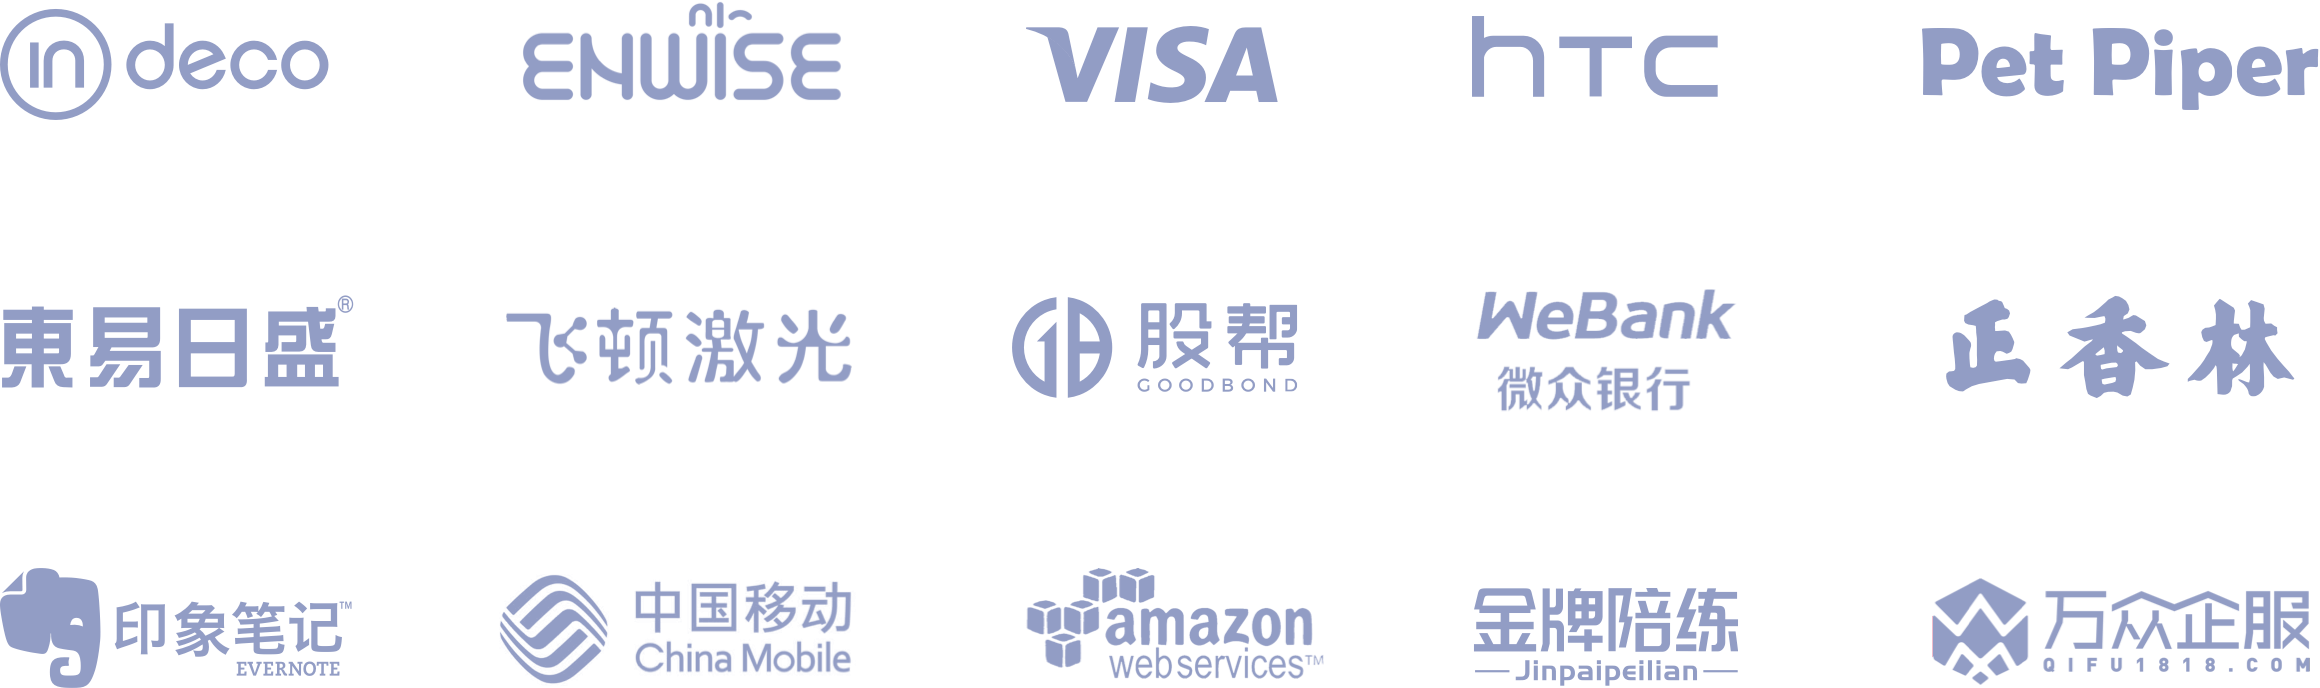 in deco
ENWISE
VISA
hTC
Pet Piper
東易日盛®
飞顿激光
股帮
GOODBOND
WeBank
微众银行
正香林
印象笔记™
EVERNOTE
中国移动
China Mobile
amazon
web services™
金牌陪练
Jinpaipeilian
万众企服
QIFU1818.COM